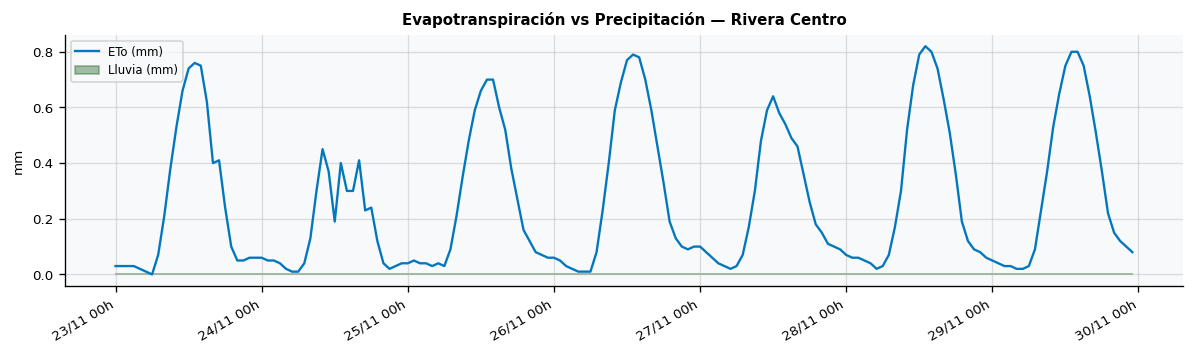 Evapotranspiración vs Precipitación — Rivera Centro
ETo (mm)
Lluvia (mm)
mm
0.8
0.6
0.4
0.2
0.0
23/11 00h
24/11 00h
25/11 00h
26/11 00h
27/11 00h
28/11 00h
29/11 00h
30/11 00h